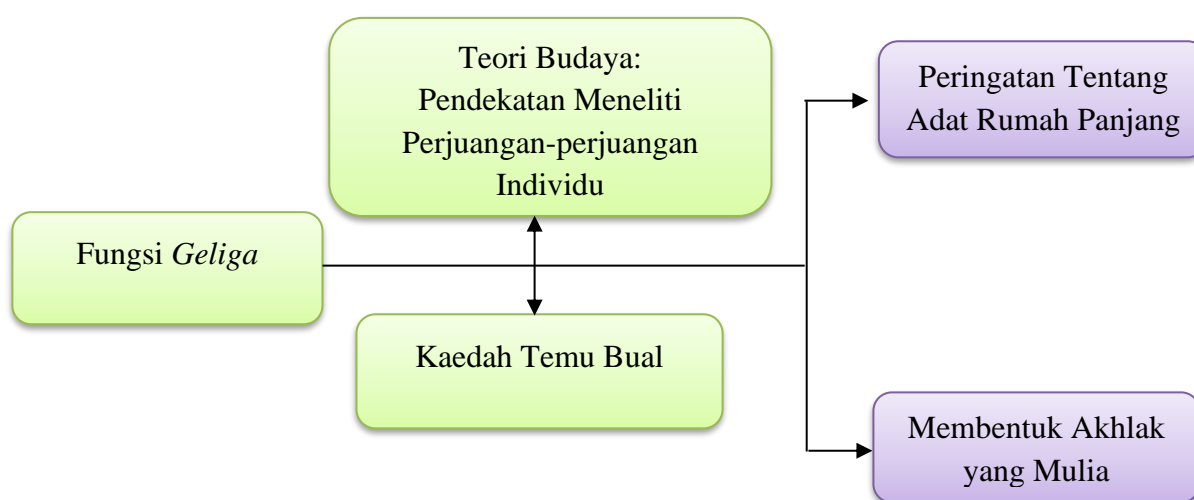 Teori Budaya:
Pendekatan Meneliti
Perjuangan-perjuangan
Individu
Peringatan Tentang
Adat Rumah Panjang
Fungsi Geliga
Kaedah Temu Bual
Membentuk Akhlak
yang Mulia